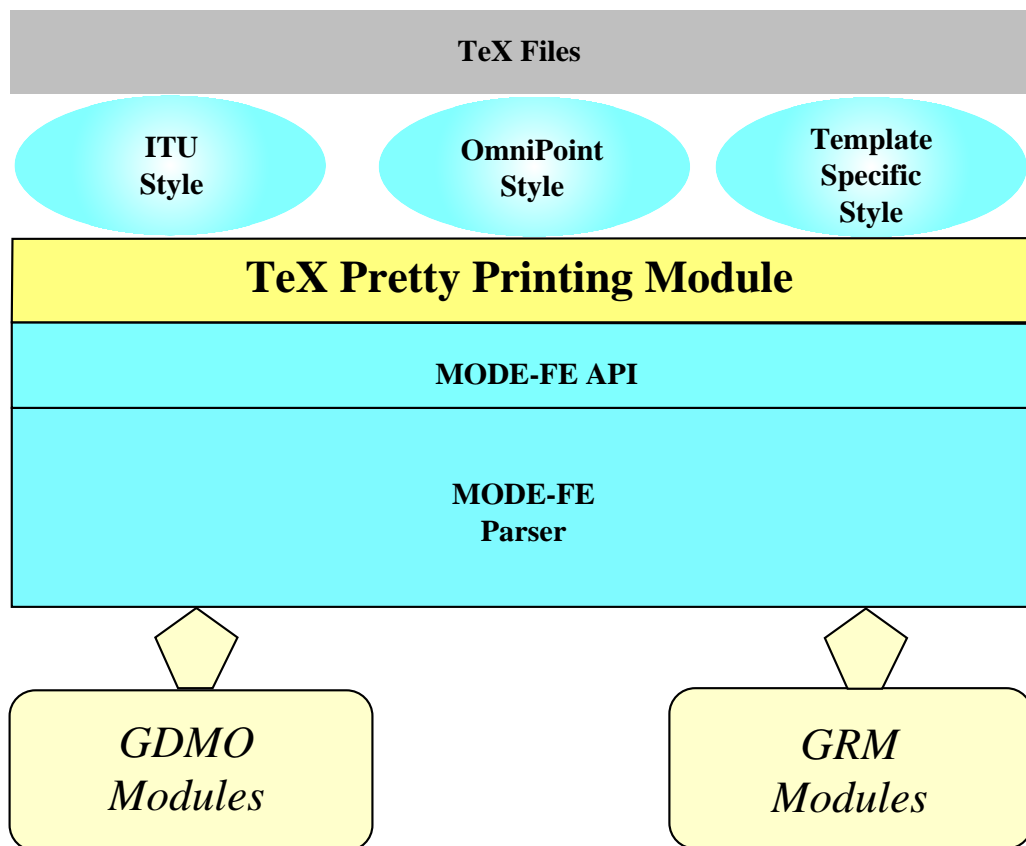 TeX Files
ITU
Style
OmniPoint
Style
Template
Specific
Style
TeX Pretty Printing Module
MODE-FE API
MODE-FE
Parser
GDMO
Modules
GRM
Modules